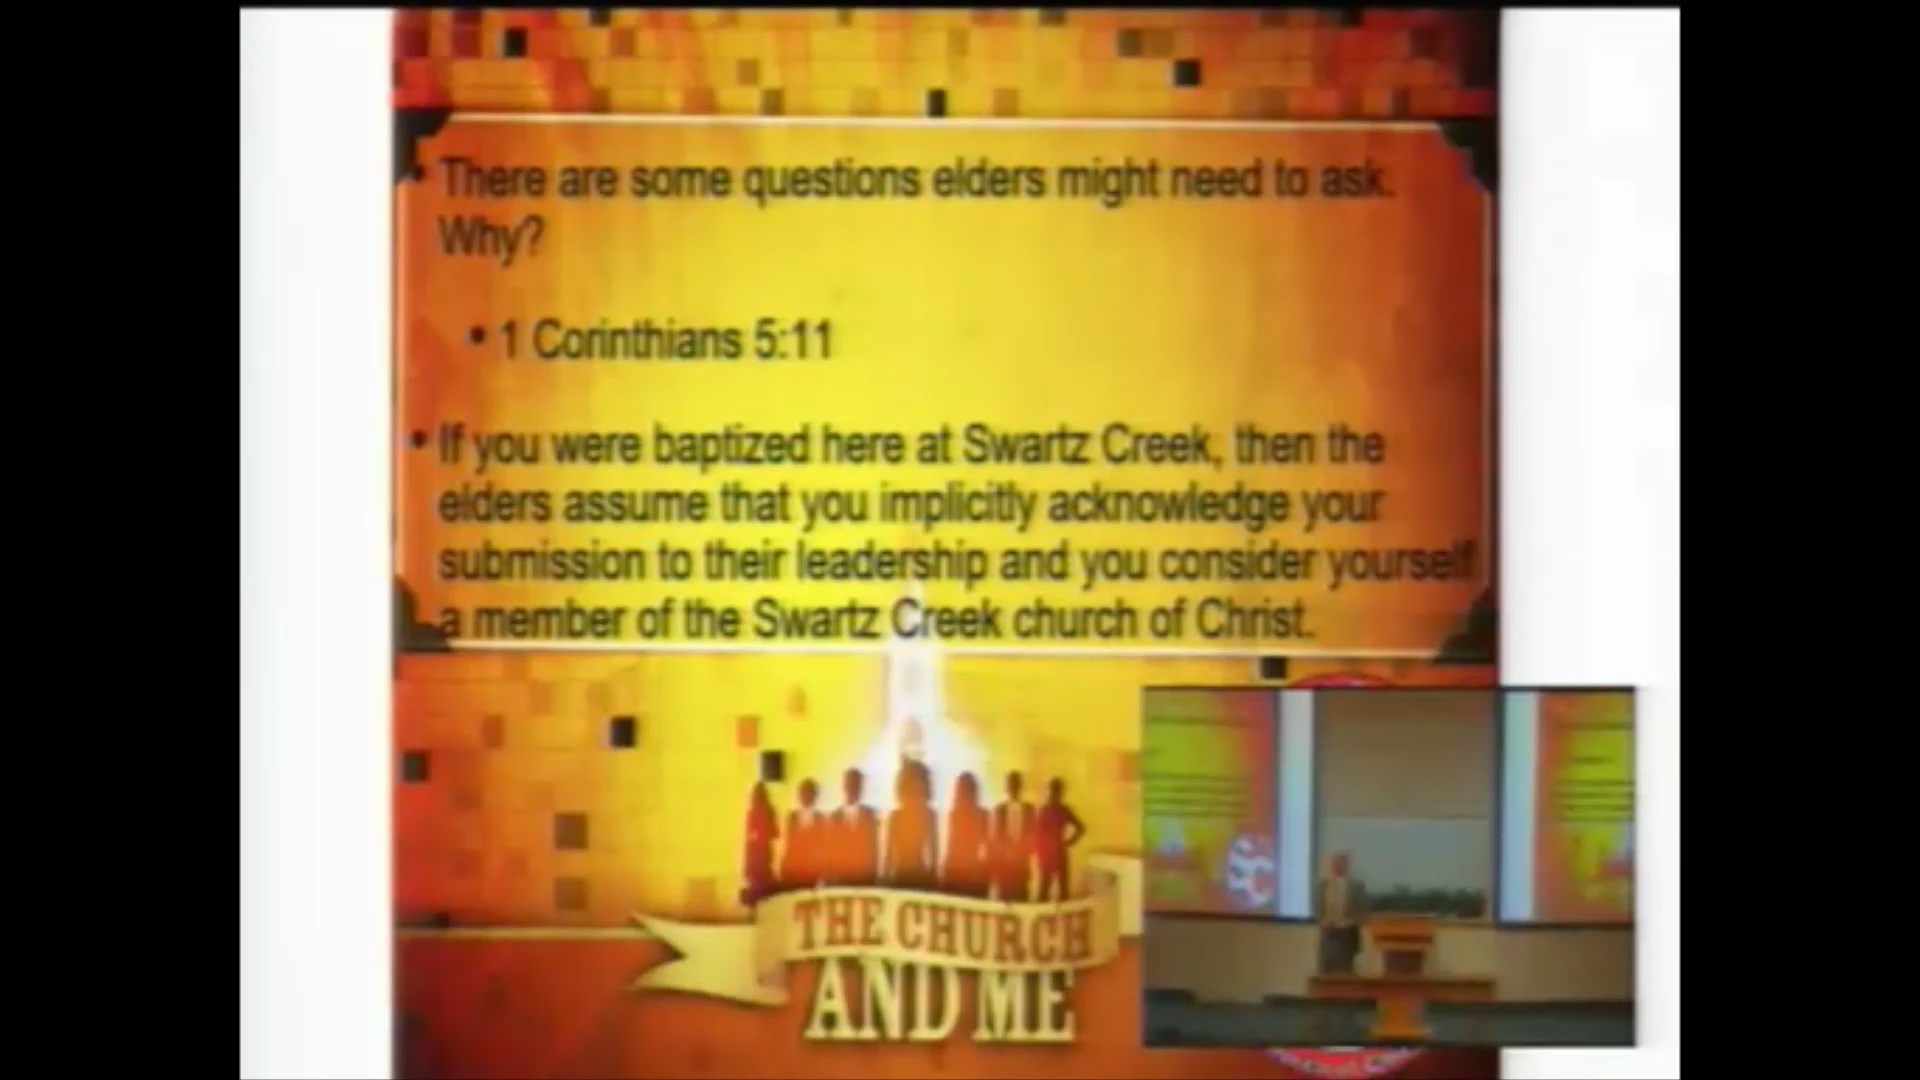 • There are some questions elders might need to ask.
Why?
• 1 Corinthians 5:11
• If you were baptized here at Swartz Creek, then the
elders assume that you implicitly acknowledge your
submission to their leadership and you consider yourself
a member of the Swartz Creek church of Christ.
THE CHURCH
AND ME
SC